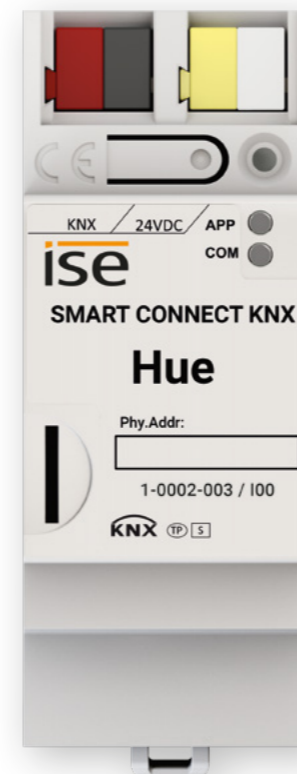 CE
KNX / 24VDC / APP
COM
ise
SMART CONNECT KNX
Hue
Phy.Addr:
1-0002-003 / I00
KNX TP S